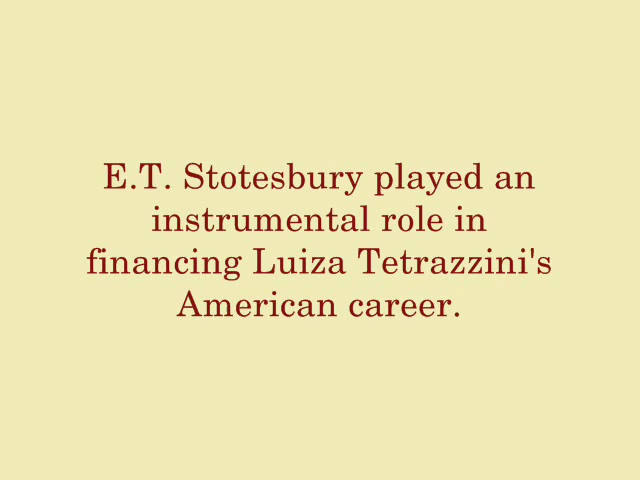 E.T. Stotesbury played an
instrumental role in
financing Luiza Tetrazzini's
American career.